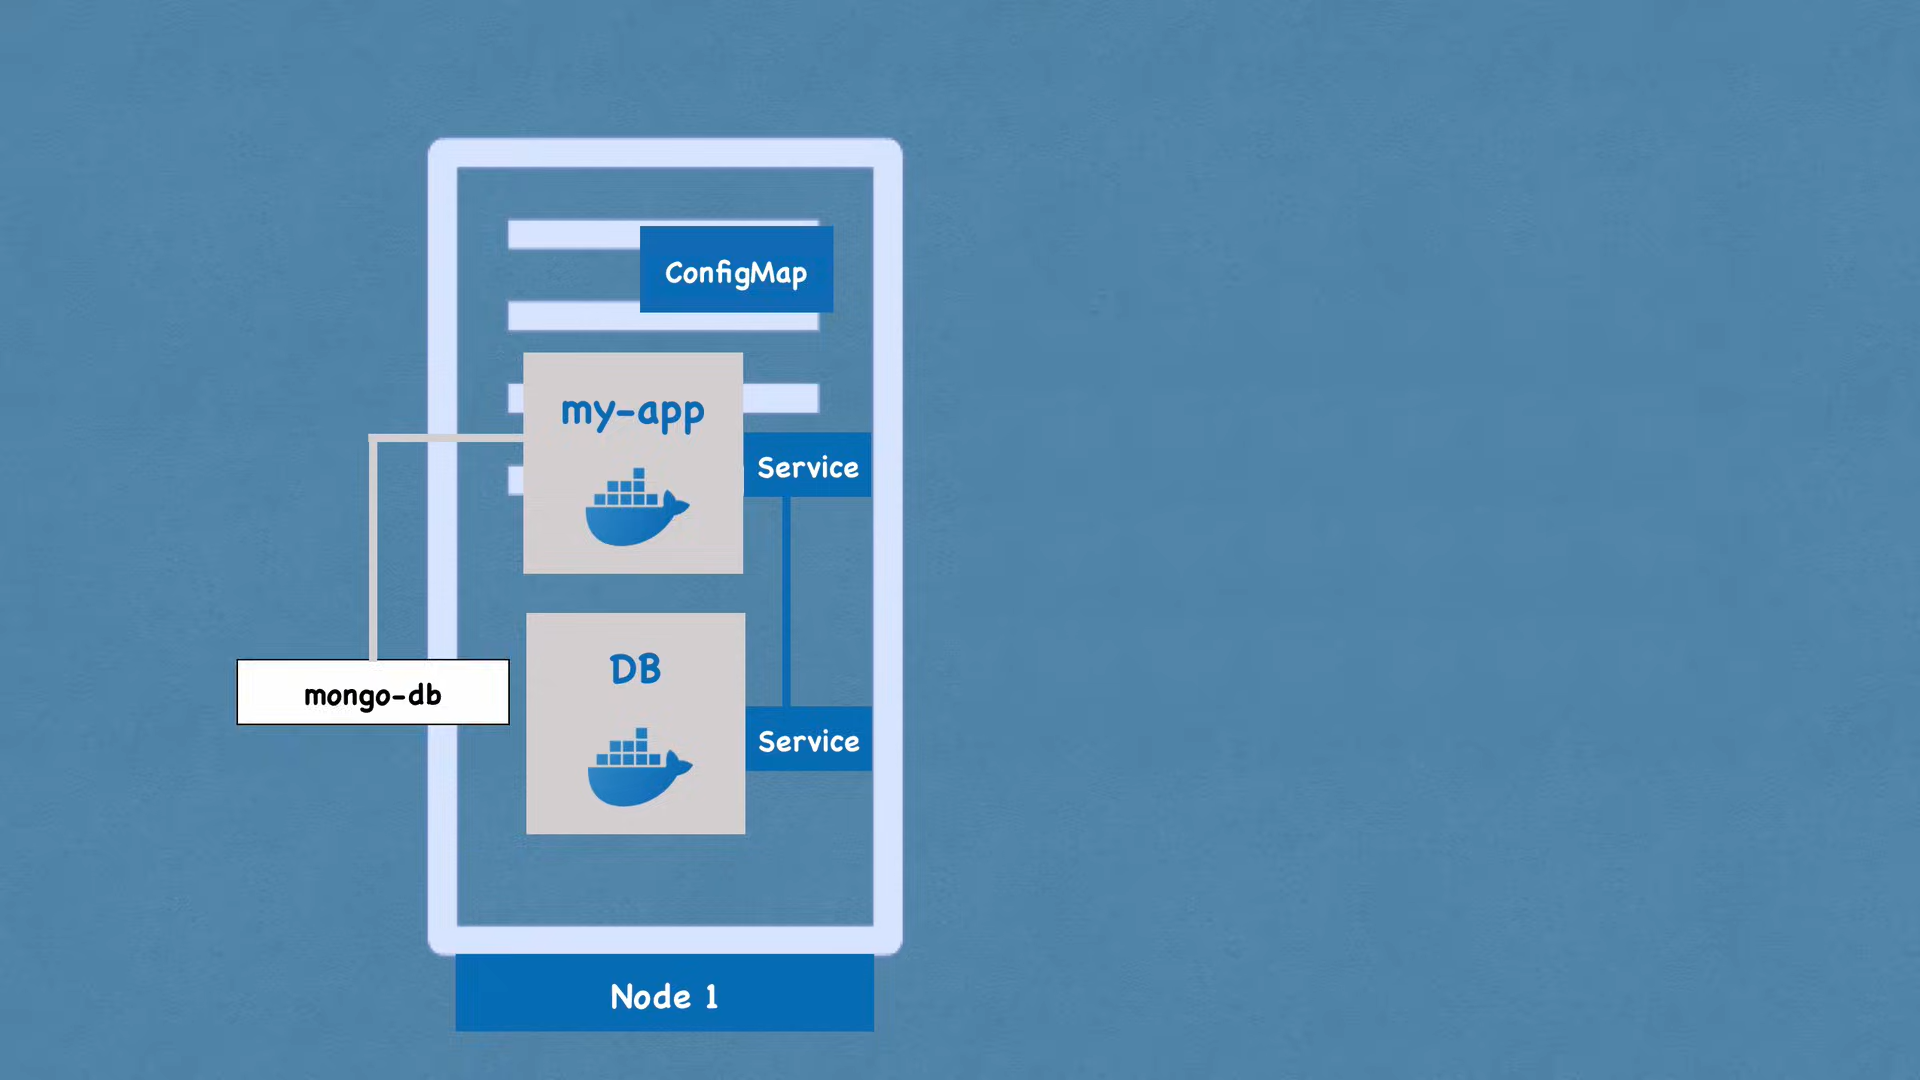 ConfigMap
my-app
Service
DB
mongo-db
Service
Node 1